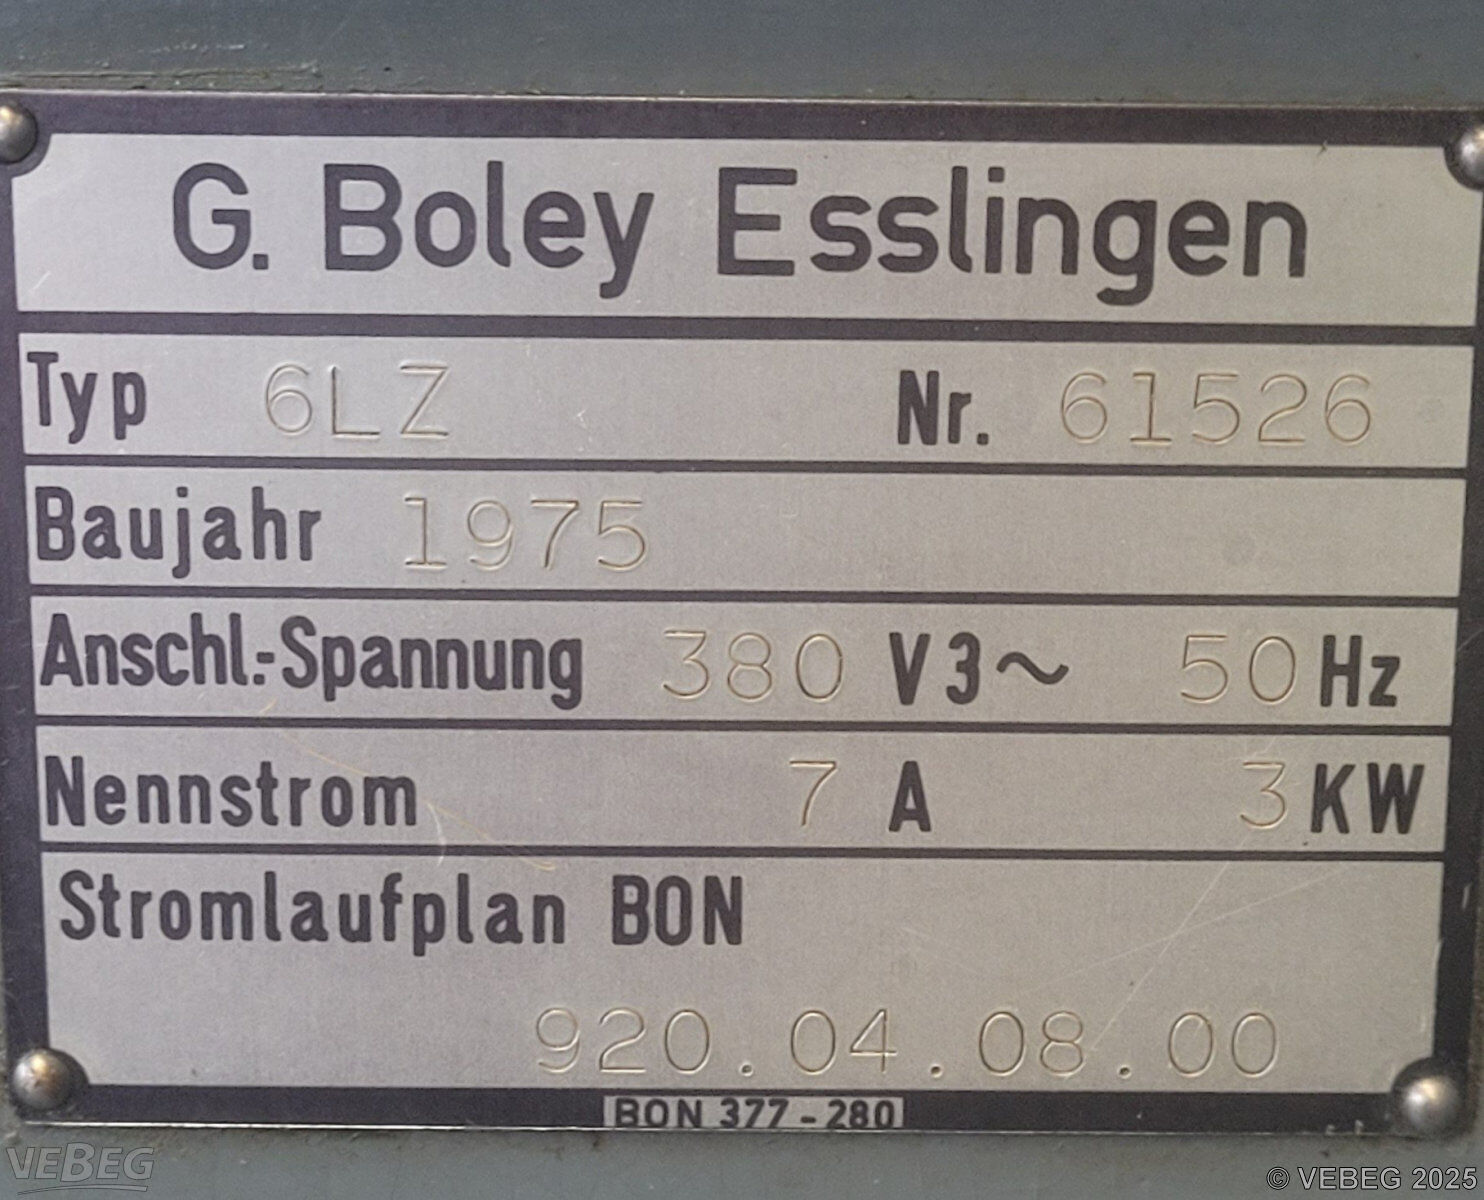 G. Boley Esslingen
Typ 6LZ Nr. 61526
Baujahr 1975
Anschl.-Spannung 380 V 3~ 50 Hz
Nennstrom 7 A 3 KW
Stromlaufplan BON
920.04.08.00
BON 377-280
VEBEG
© VEBEG 2025